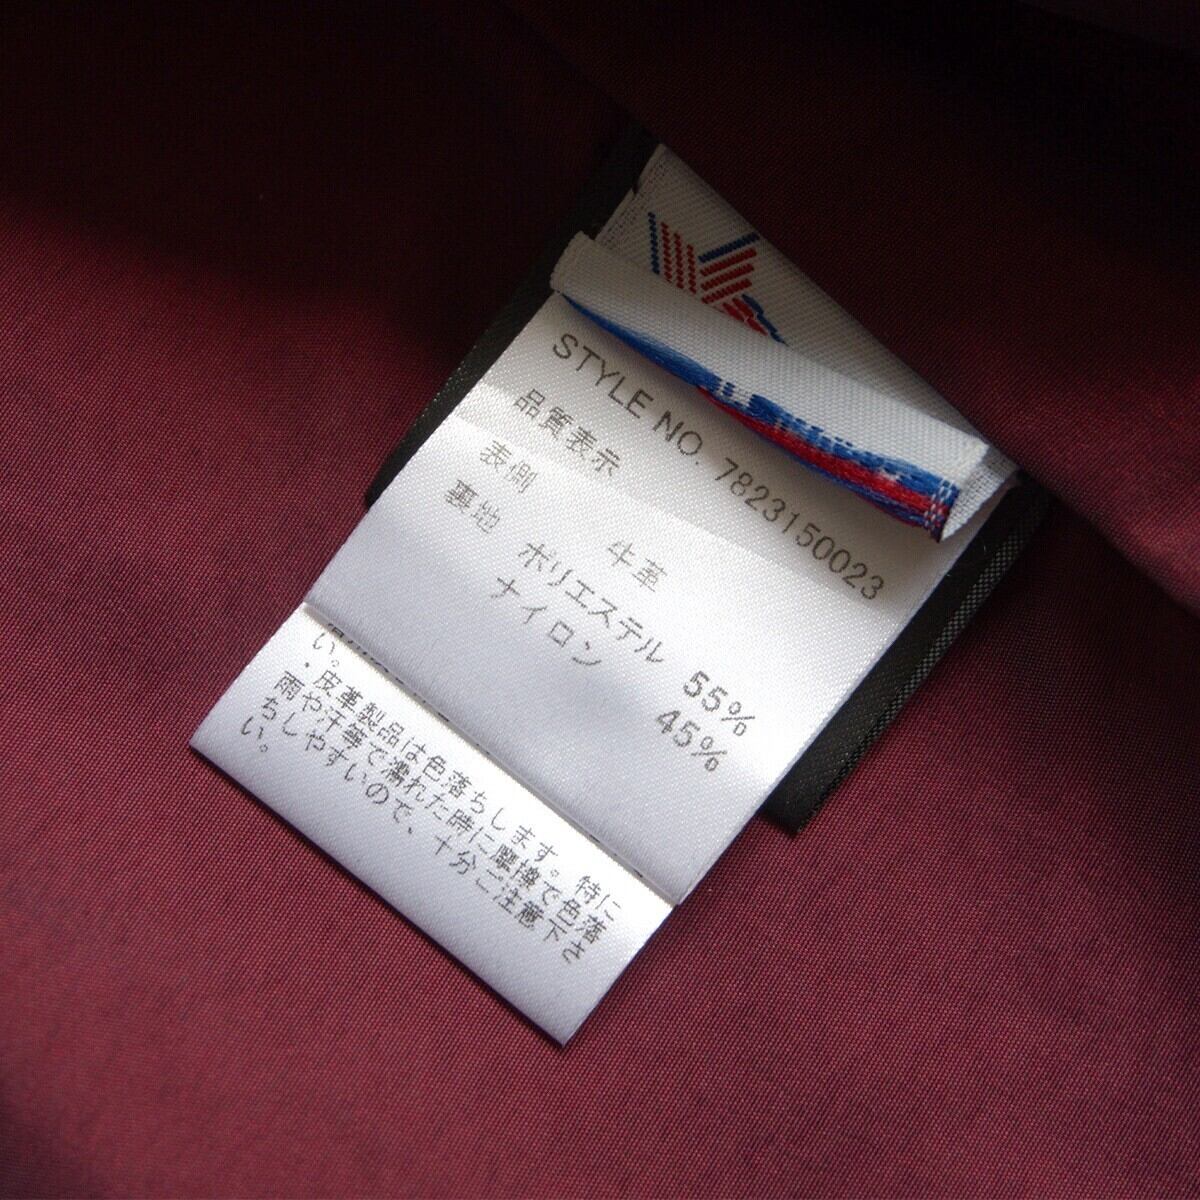 STYLE NO. 7823150023
品質表示
表側 牛革
裏地 ポリエステル 55%
ナイロン 45%
い。
・皮革製品は色落ちします。特に
雨や汗等で濡れた時に摩擦で色落
ちしやすいので、十分ご注意下さ
い。